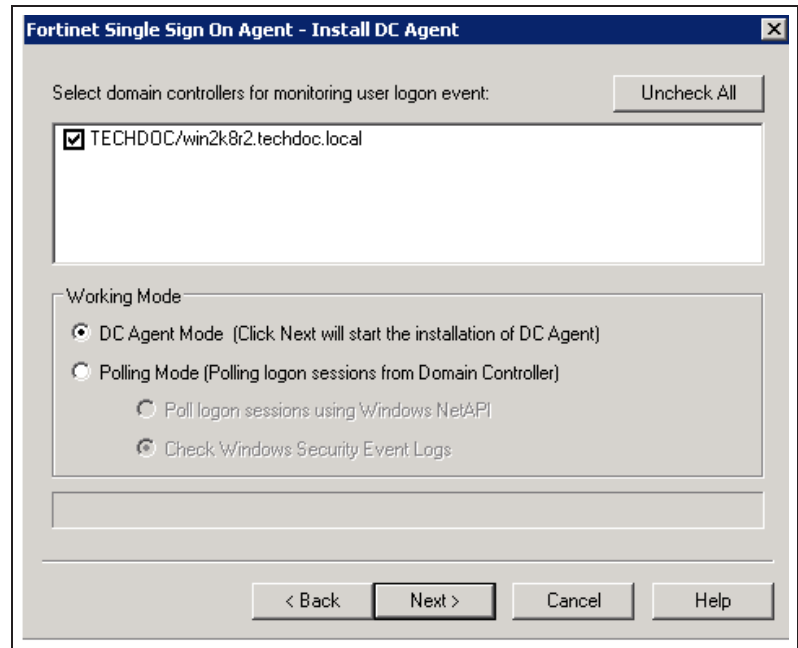 Fortinet Single Sign On Agent - Install DC Agent
Select domain controllers for monitoring user logon event:
Uncheck All
TECHDOC/win2k8r2.techdoc.local
Working Mode
DC Agent Mode (Click Next will start the installation of DC Agent)
Polling Mode (Polling logon sessions from Domain Controller)
Poll logon sessions using Windows NetAPI
Check Windows Security Event Logs
< Back
Next >
Cancel
Help